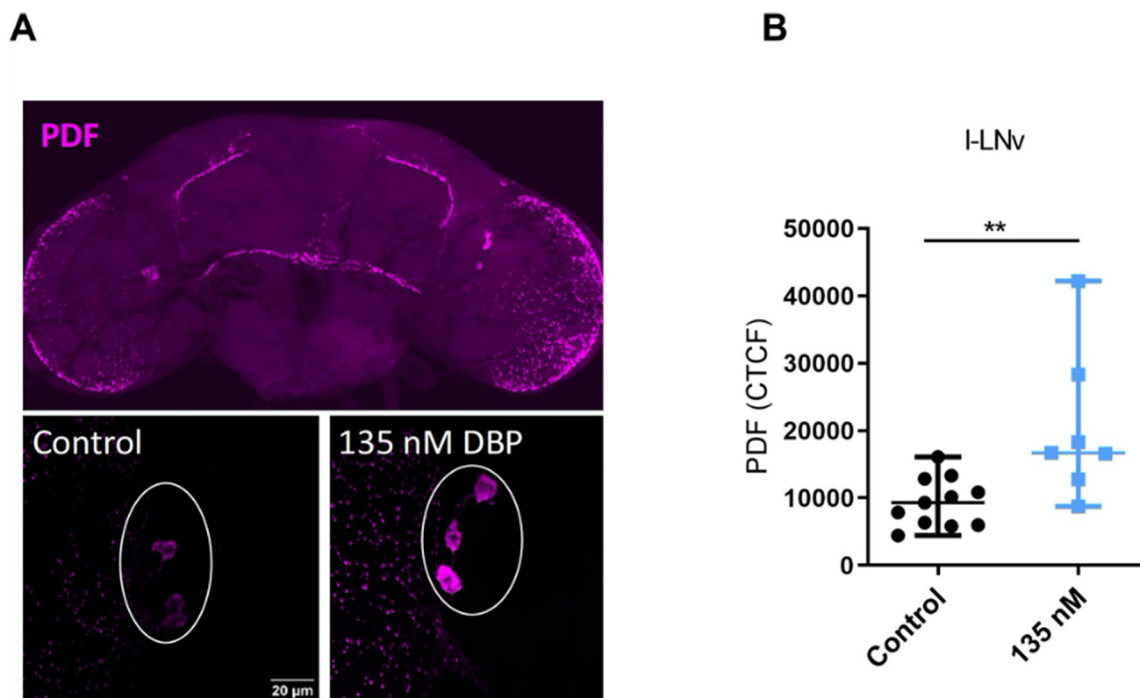 A
PDF
Control
135 nM DBP
20 µm
B
l-LNv
**
PDF (CTCF)
50000
40000
30000
20000
10000
0
Control
135 nM